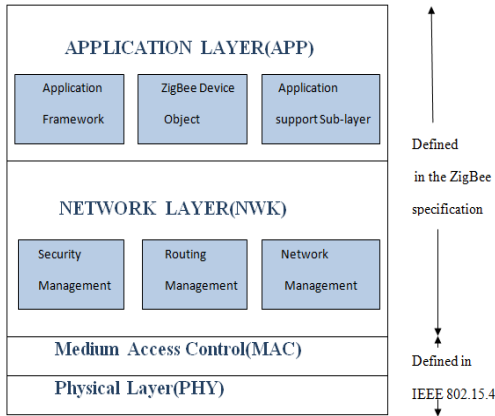 APPLICATION LAYER(APP)
Application
Framework
ZigBee Device
Object
Application
support Sub-layer
NETWORK LAYER(NWK)
Security
Management
Routing
Management
Network
Management
Medium Access Control(MAC)
Physical Layer(PHY)
Defined
in the ZigBee
specification
Defined in
IEEE 802.15.4